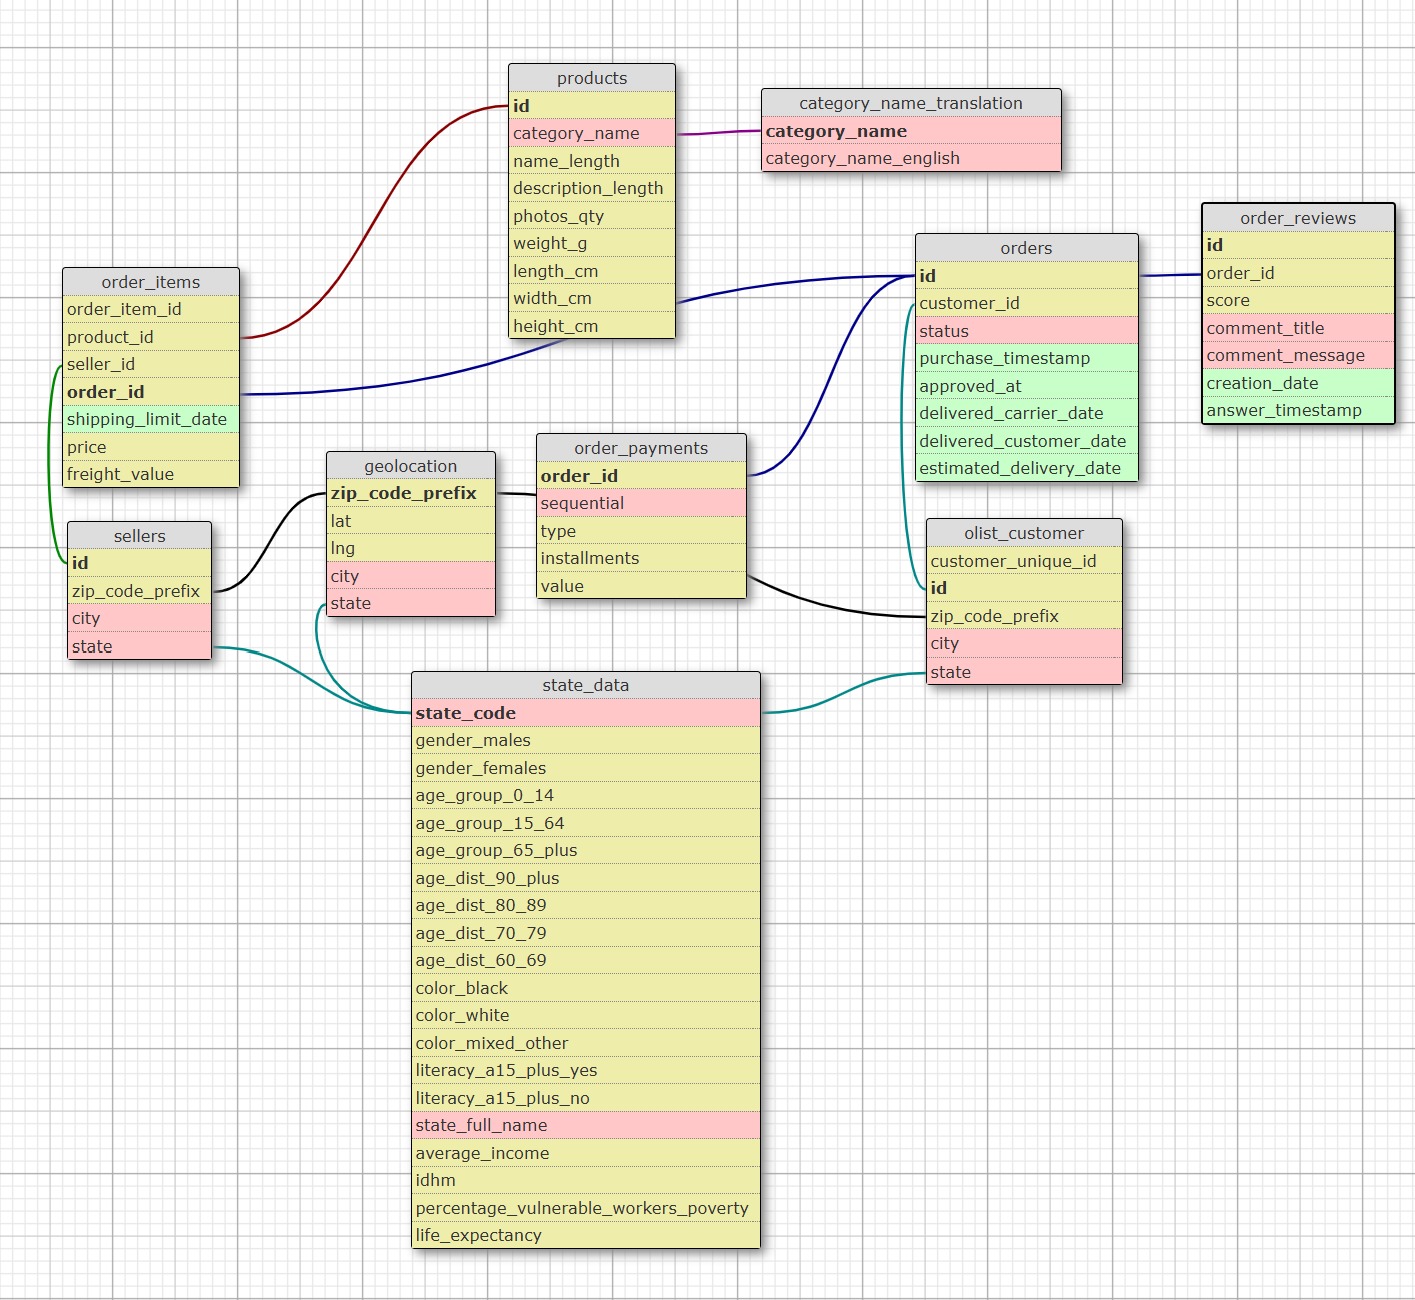 products
id
category_name
name_length
description_length
photos_qty
weight_g
length_cm
width_cm
height_cm
category_name_translation
category_name
category_name_english
order_reviews
id
order_id
score
comment_title
comment_message
creation_date
answer_timestamp
orders
id
customer_id
status
purchase_timestamp
approved_at
delivered_carrier_date
delivered_customer_date
estimated_delivery_date
order_items
order_item_id
product_id
seller_id
order_id
shipping_limit_date
price
freight_value
geolocation
zip_code_prefix
lat
lng
city
state
order_payments
order_id
sequential
type
installments
value
sellers
id
zip_code_prefix
city
state
olist_customer
customer_unique_id
id
zip_code_prefix
city
state
state_data
state_code
gender_males
gender_females
age_group_0_14
age_group_15_64
age_group_65_plus
age_dist_90_plus
age_dist_80_89
age_dist_70_79
age_dist_60_69
color_black
color_white
color_mixed_other
literacy_a15_plus_yes
literacy_a15_plus_no
state_full_name
average_income
idhm
percentage_vulnerable_workers_poverty
life_expectancy